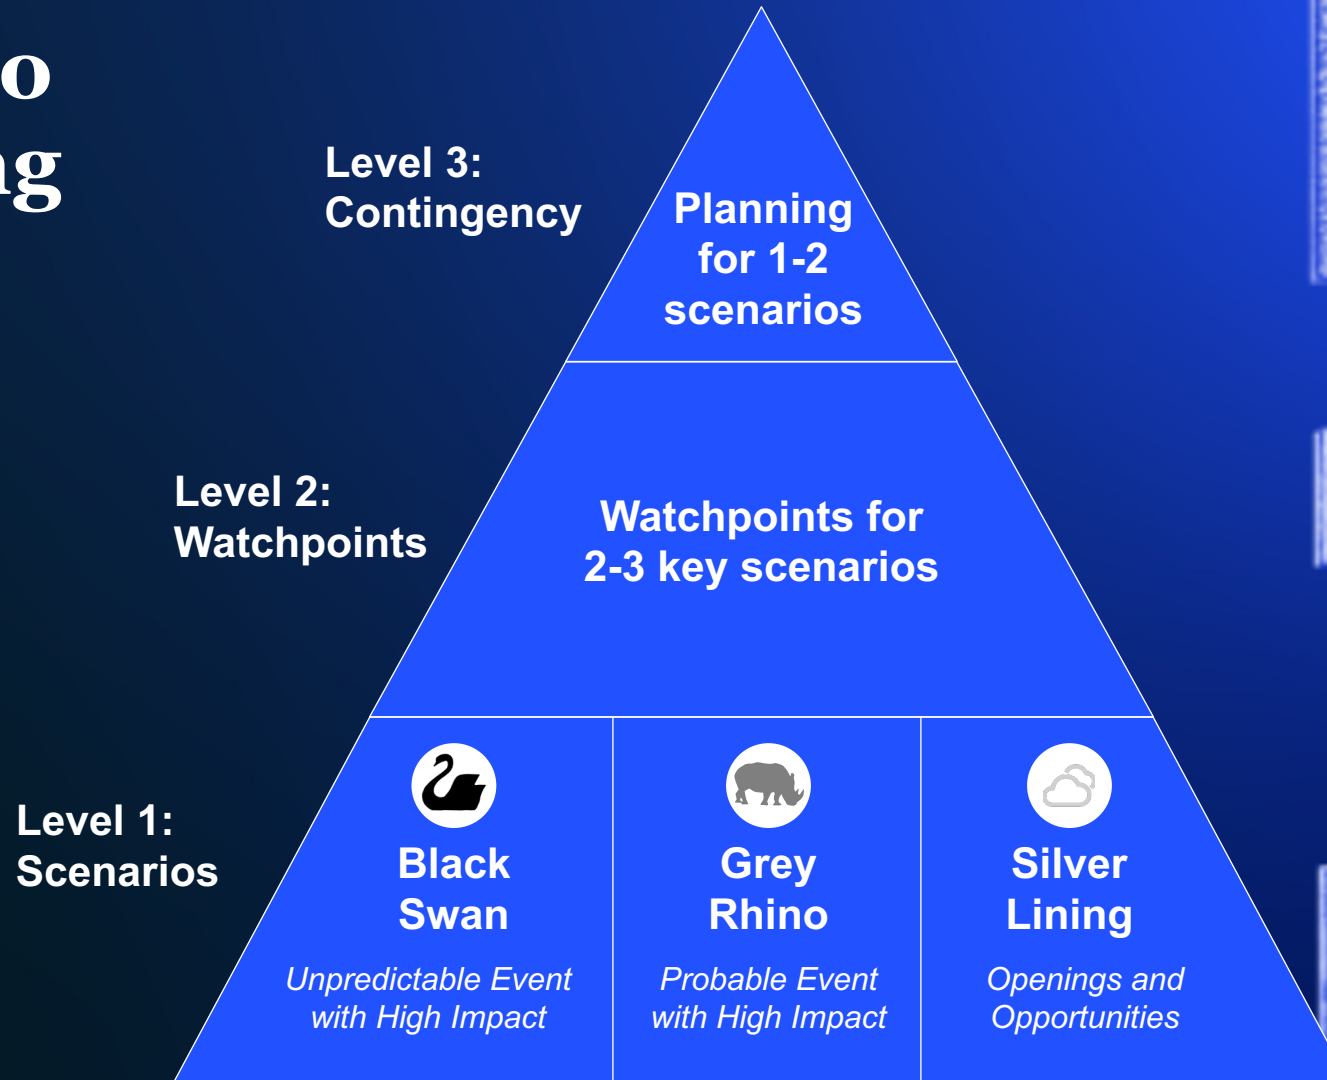 o
ng
Level 3:
Contingency
Planning
for 1-2
scenarios
Level 2:
Watchpoints
Watchpoints for
2-3 key scenarios
Level 1:
Scenarios
Black
Swan
Unpredictable Event
with High Impact
Grey
Rhino
Probable Event
with High Impact
Silver
Lining
Openings and
Opportunities